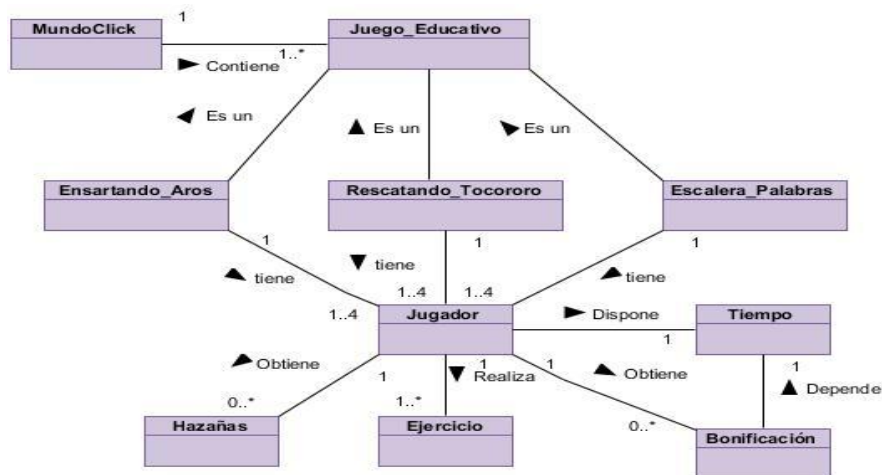 MundoClick
1
1..*
Juego_Educativo
Contiene
Es un
Es un
Es un
Ensartando_Aros
Rescatando_Tocororo
Escalera_Palabras
1
1
1
tiene
tiene
tiene
1..4
1..4
1..4
Jugador
Dispone
1
Tiempo
Obtiene
1
Realiza
1
1
Obtiene
1
Depende
0..*
1..*
0..*
Hazañas
Ejercicio
Bonificación